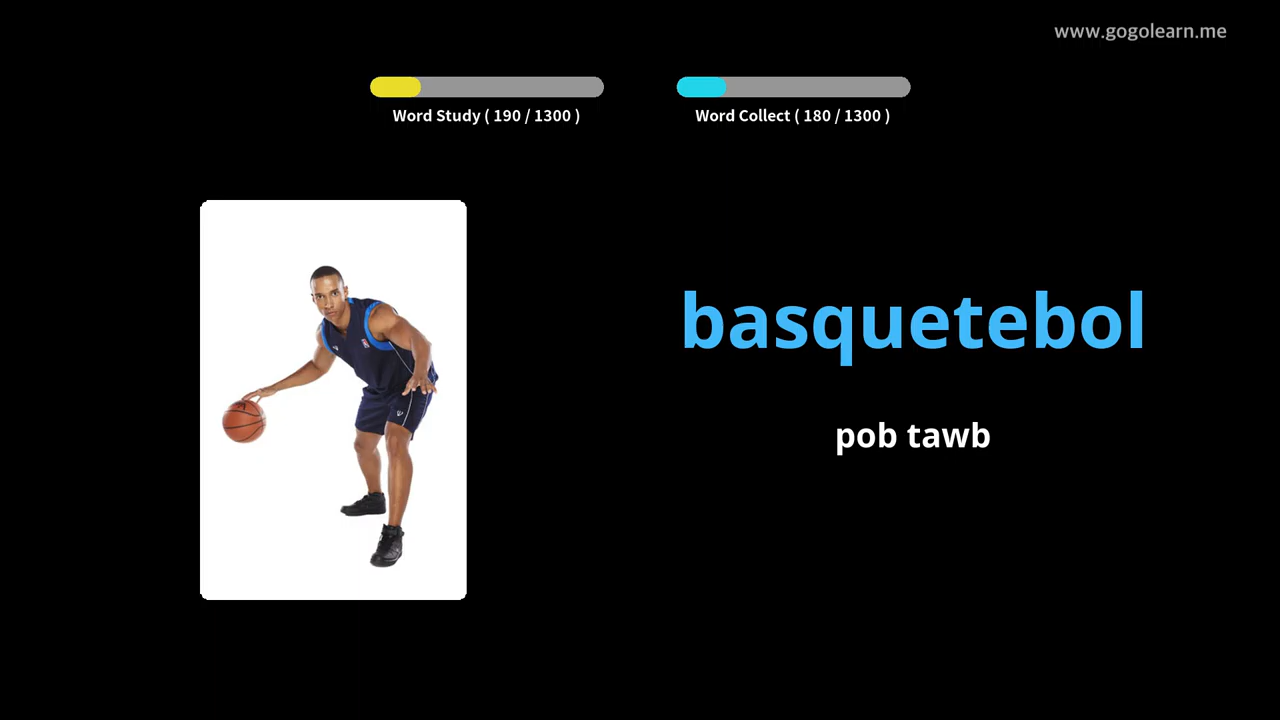 www.gogolearn.me
Word Study ( 190 / 1300 )
Word Collect ( 180 / 1300 )
basquetebol
pob tawb